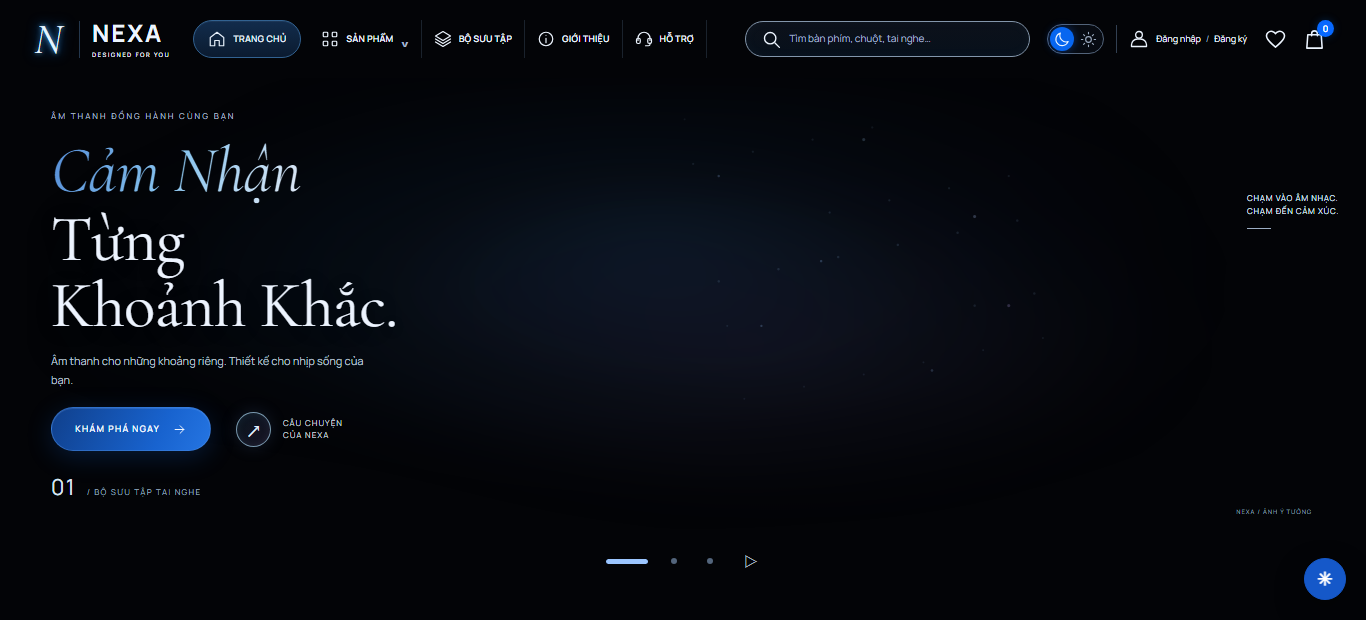 N
NEXA
DESIGNED FOR YOU
TRANG CHỦ
SẢN PHẨM
BỘ SƯU TẬP
GIỚI THIỆU
HỖ TRỢ
Tìm bàn phím, chuột, tai nghe...
Đăng nhập / Đăng ký
0
ÂM THANH ĐỒNG HÀNH CÙNG BẠN
Cảm Nhận
Từng
Khoảnh Khắc.
CHẠM VÀO ÂM NHẠC.
CHẠM ĐẾN CẢM XÚC.
Âm thanh cho những khoảng riêng. Thiết kế cho nhịp sống của
bạn.
KHÁM PHÁ NGAY →
↗
CÂU CHUYỆN
CỦA NEXA
01 / BỘ SƯU TẬP TAI NGHE
NEXA / ẢNH Ý TƯỞNG